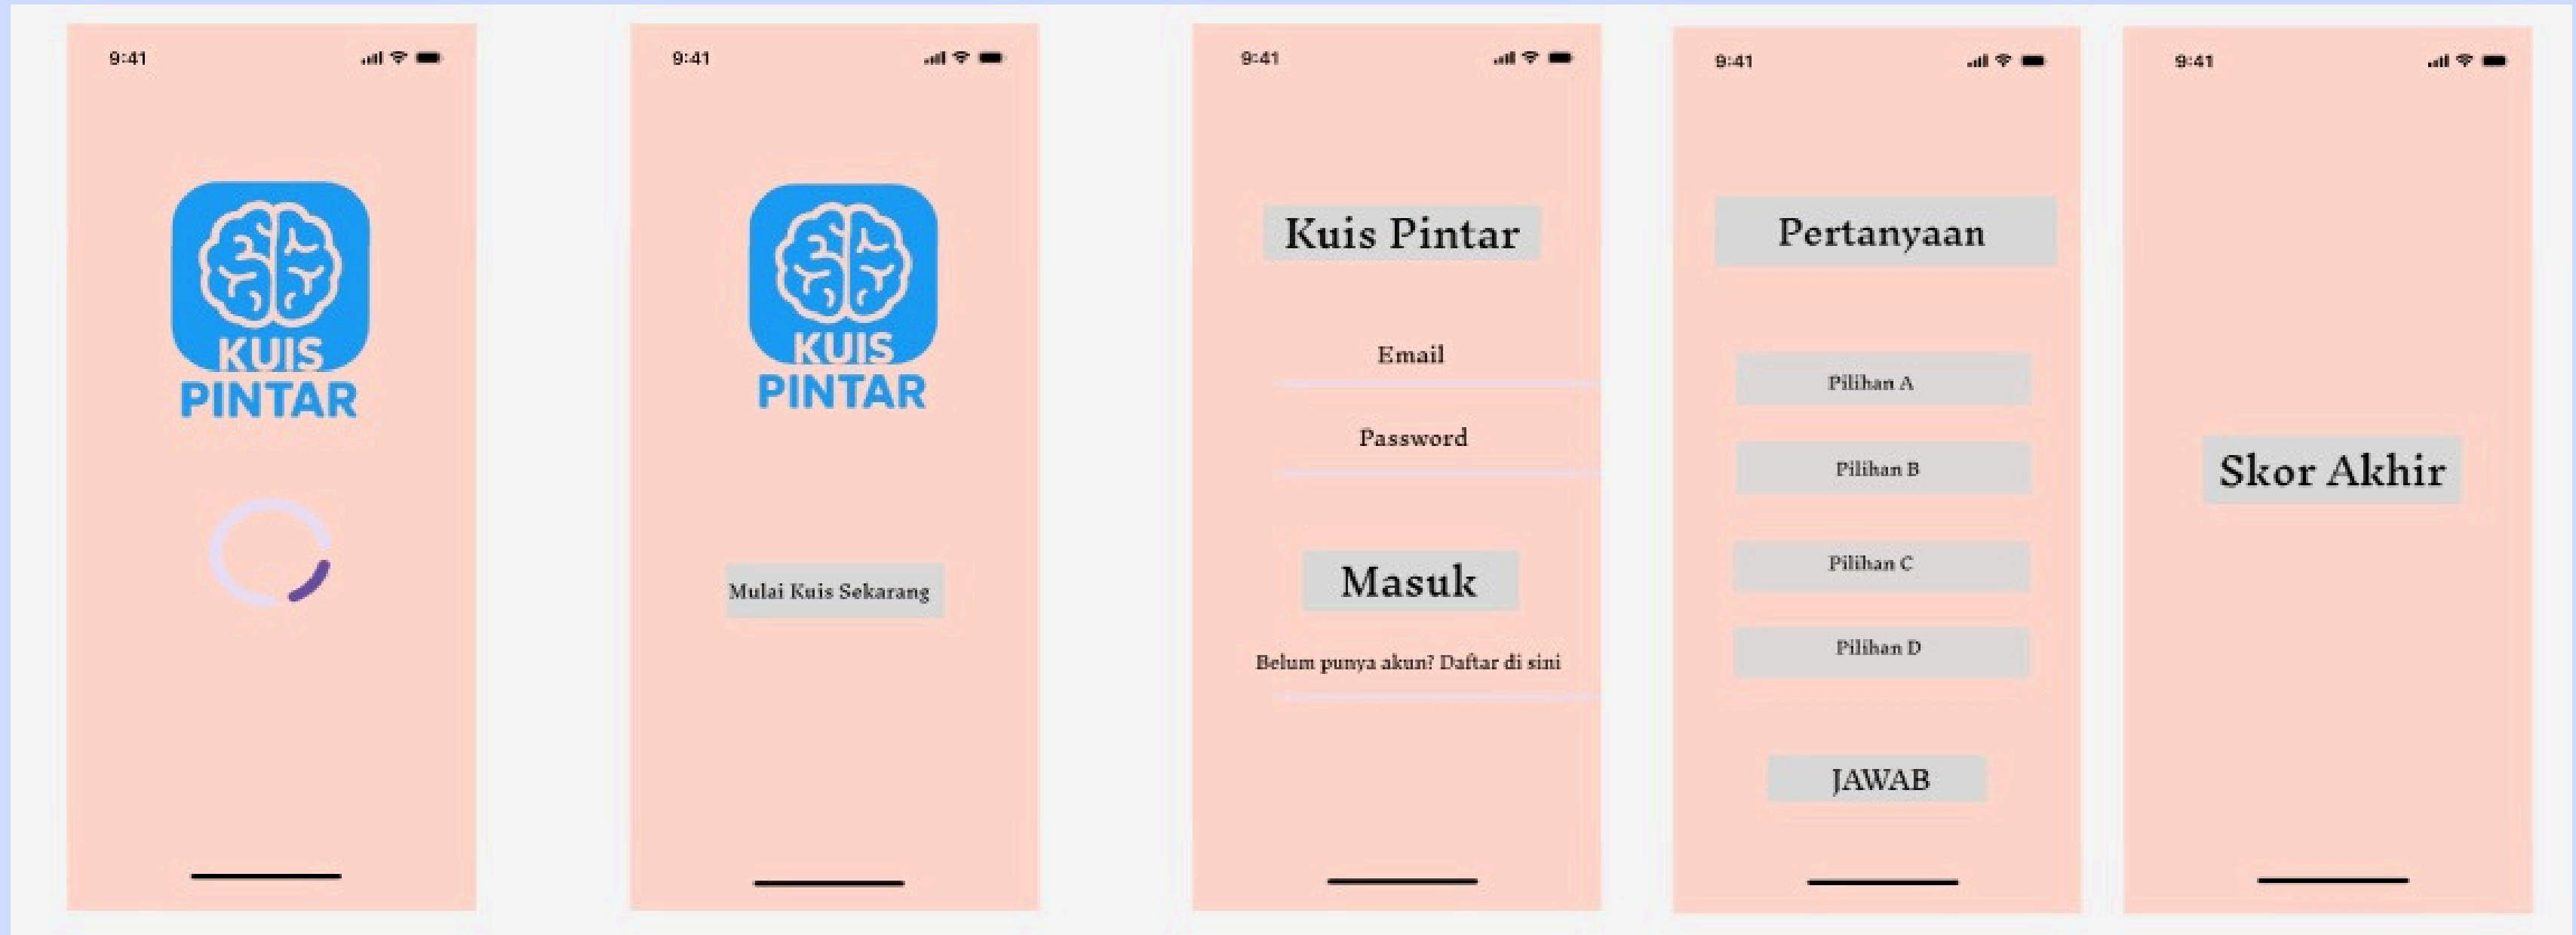 9:41
KUIS
PINTAR
9:41
KUIS
PINTAR
Mulai Kuis Sekarang
9:41
Kuis Pintar
Email
Password
Masuk
Belum punya akun? Daftar di sini
9:41
Pertanyaan
Pilihan A
Pilihan B
Pilihan C
Pilihan D
JAWAB
9:41
Skor Akhir